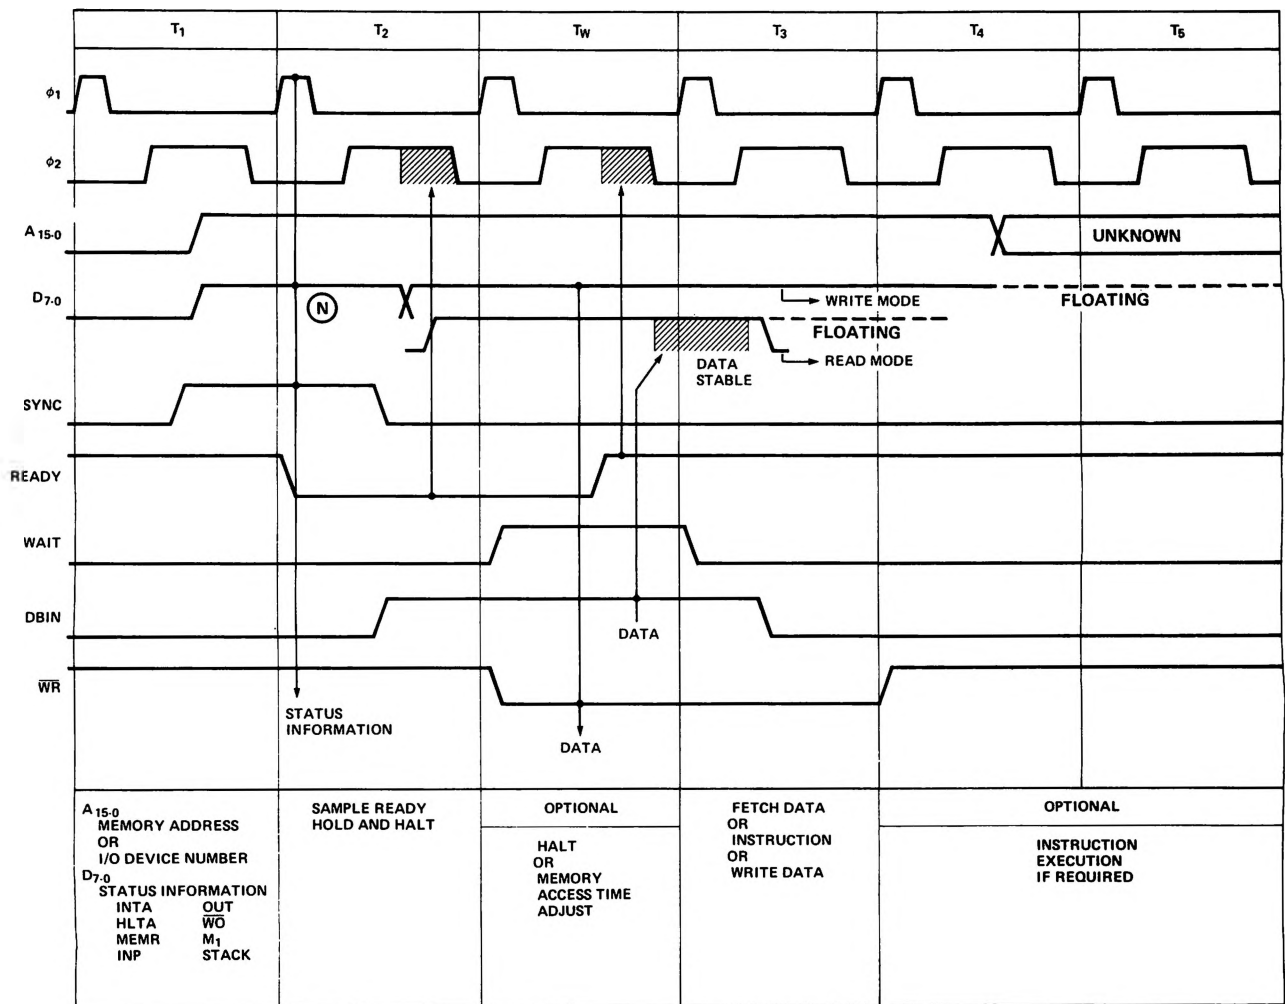 T1 T2 TW T3 T4 T5
ϕ1
ϕ2
A15-0
UNKNOWN
D7-0
N
WRITE MODE
FLOATING
FLOATING
READ MODE
DATA
STABLE
SYNC
READY
WAIT
DBIN
DATA
W̅R̅
STATUS
INFORMATION
DATA
A15-0
MEMORY ADDRESS
OR
I/O DEVICE NUMBER
D7-0
STATUS INFORMATION
INTA OUT
HLTA W̅O̅
MEMR M1
INP STACK
SAMPLE READY
HOLD AND HALT
OPTIONAL
HALT
OR
MEMORY
ACCESS TIME
ADJUST
FETCH DATA
OR
INSTRUCTION
OR
WRITE DATA
OPTIONAL
INSTRUCTION
EXECUTION
IF REQUIRED